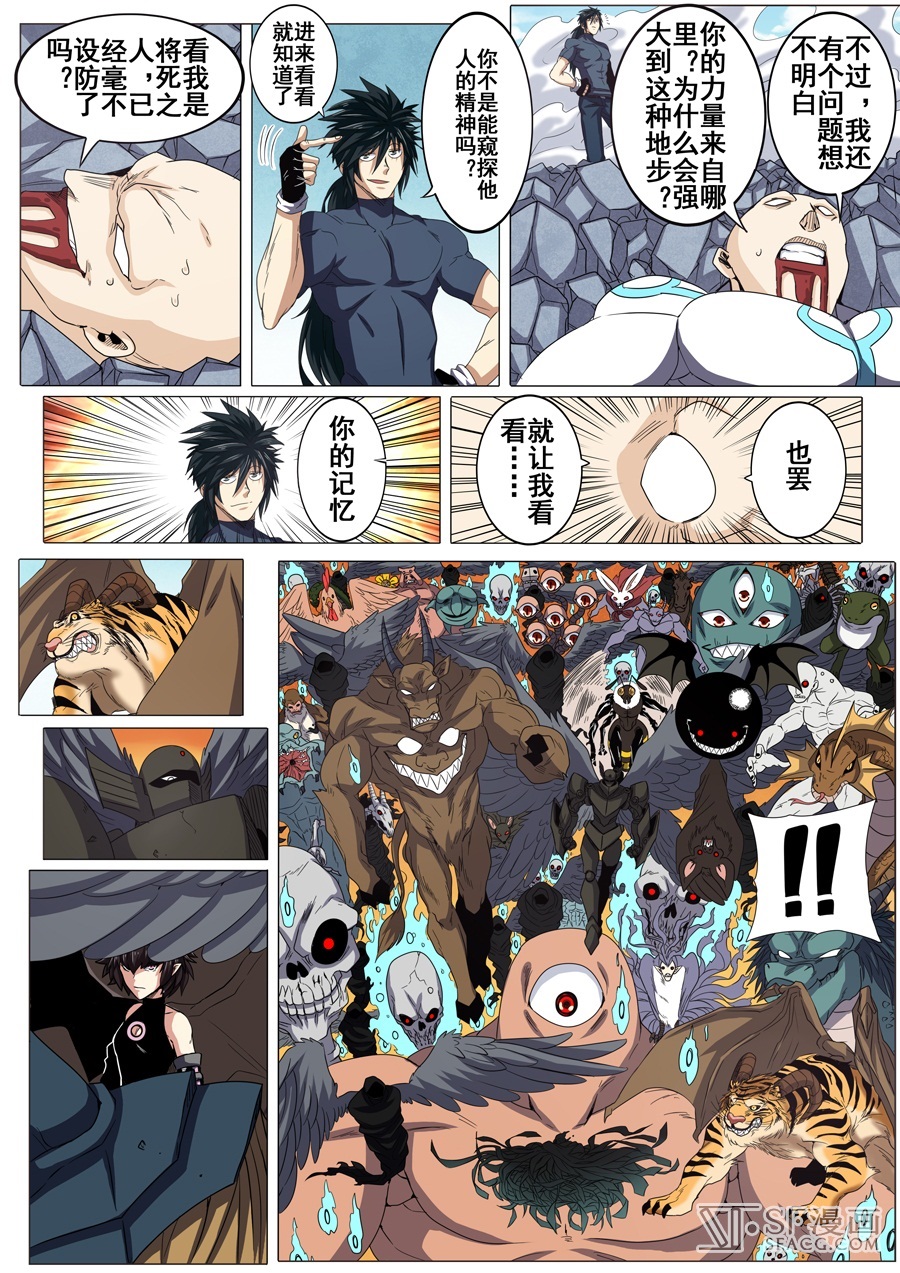 不过，我还
有个问题想
不明白
你的力量来自哪
里？为什么会强
大到这种地步？
你不是能窥探他
人的精神吗？
进来看看
就知道了
看我是
将死之
人，已
经毫不
设防了
吗？
也罢
就让我看
看……
你的记忆
!!
SF漫画
SFACG.COM